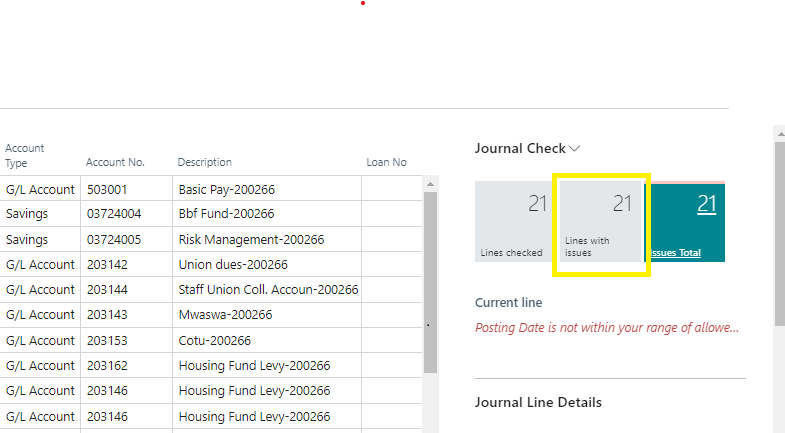 Account Type Account No. Description Loan No
G/L Account 503001 Basic Pay-200266
Savings 03724004 Bbf Fund-200266
Savings 03724005 Risk Management-200266
G/L Account 203142 Union dues-200266
G/L Account 203144 Staff Union Coll. Accoun-200366
G/L Account 203143 Mwaswa-200266
G/L Account 203153 Cotu-200266
G/L Account 203162 Housing Fund Levy-200266
G/L Account 203146 Housing Fund Levy-200266
G/L Account 203146 Housing Fund Levy-200266
Journal Check
21
Lines checked
21
Lines with
issues
21
Issues Total
Current line
Posting Date is not within your range of allowe...
Journal Line Details